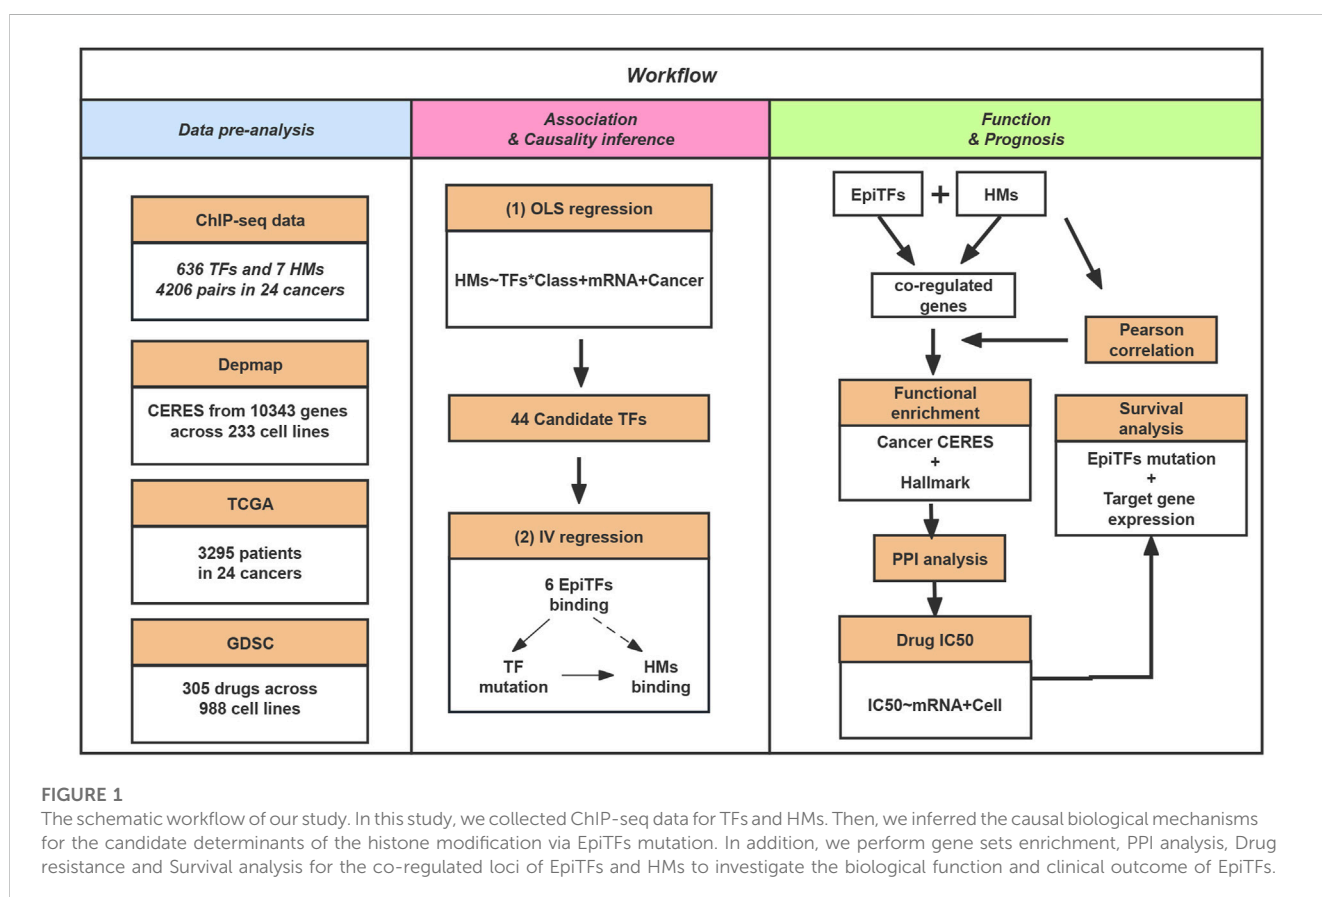 Workflow
Data pre-analysis
Association
& Causality inference
Function
& Prognosis
ChIP-seq data
636 TFs and 7 HMs
4206 pairs in 24 cancers
Depmap
CERES from 10343 genes
across 233 cell lines
TCGA
3295 patients
in 24 cancers
GDSC
305 drugs across
988 cell lines
(1) OLS regression
HMs~TFs*Class+mRNA+Cancer
44 Candidate TFs
(2) IV regression
6 EpiTFs
binding
TF
mutation
HMs
binding
EpiTFs
+
HMs
co-regulated
genes
Pearson
correlation
Functional
enrichment
Cancer CERES
+
Hallmark
PPI analysis
Drug IC50
IC50~mRNA+Cell
Survival
analysis
EpiTFs mutation
+
Target gene
expression
FIGURE 1
The schematic workflow of our study. In this study, we collected ChIP-seq data for TFs and HMs. Then, we inferred the causal biological mechanisms
for the candidate determinants of the histone modification via EpiTFs mutation. In addition, we perform gene sets enrichment, PPI analysis, Drug
resistance and Survival analysis for the co-regulated loci of EpiTFs and HMs to investigate the biological function and clinical outcome of EpiTFs.